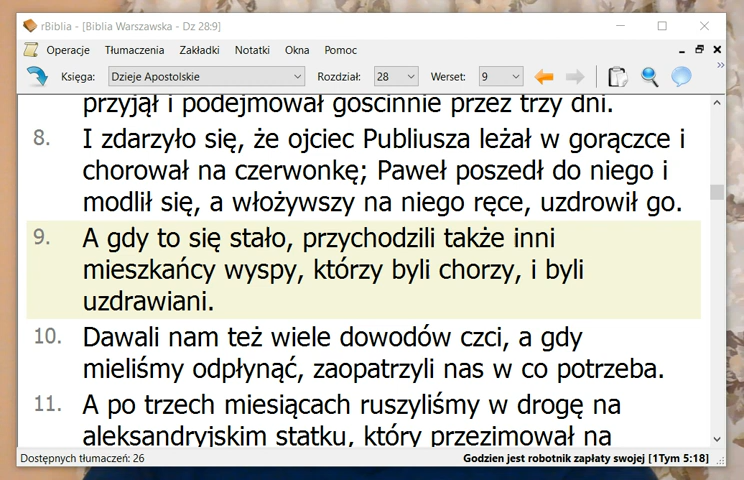 rBiblia - [Biblia Warszawska - Dz 28:9]
Operacje Tłumaczenia Zakładki Notatki Okna Pomoc
Księga: Dzieje Apostolskie Rozdział: 28 Werset: 9
przyjął i podejmował gościnnie przez trzy dni.
8. I zdarzyło się, że ojciec Publiusza leżał w gorączce i
chorował na czerwonkę; Paweł poszedł do niego i
modlił się, a włożywszy na niego ręce, uzdrowił go.
9. A gdy to się stało, przychodzili także inni
mieszkańcy wyspy, którzy byli chorzy, i byli
uzdrawiani.
10. Dawali nam też wiele dowodów czci, a gdy
mieliśmy odpłynąć, zaopatrzyli nas w co potrzeba.
11. A po trzech miesiącach ruszyliśmy w drogę na
aleksandryjskim statku, który przezimował na
Dostępnych tłumaczeń: 26 Godzien jest robotnik zapłaty swojej [1Tym 5:18]